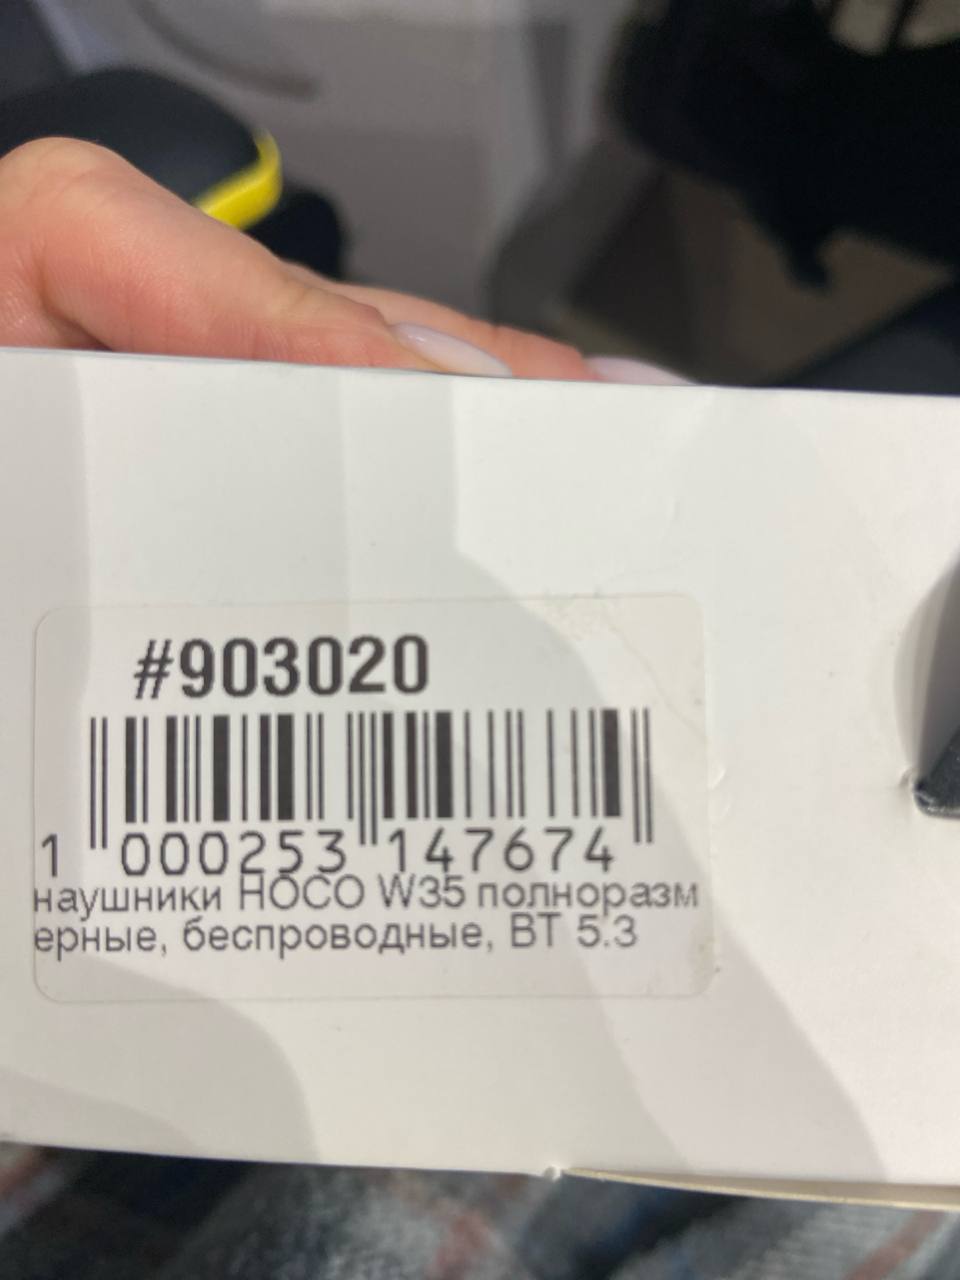 #903020
1 000253 147674
наушники HOCO W35 полноразм
ерные, беспроводные, BT 5.3